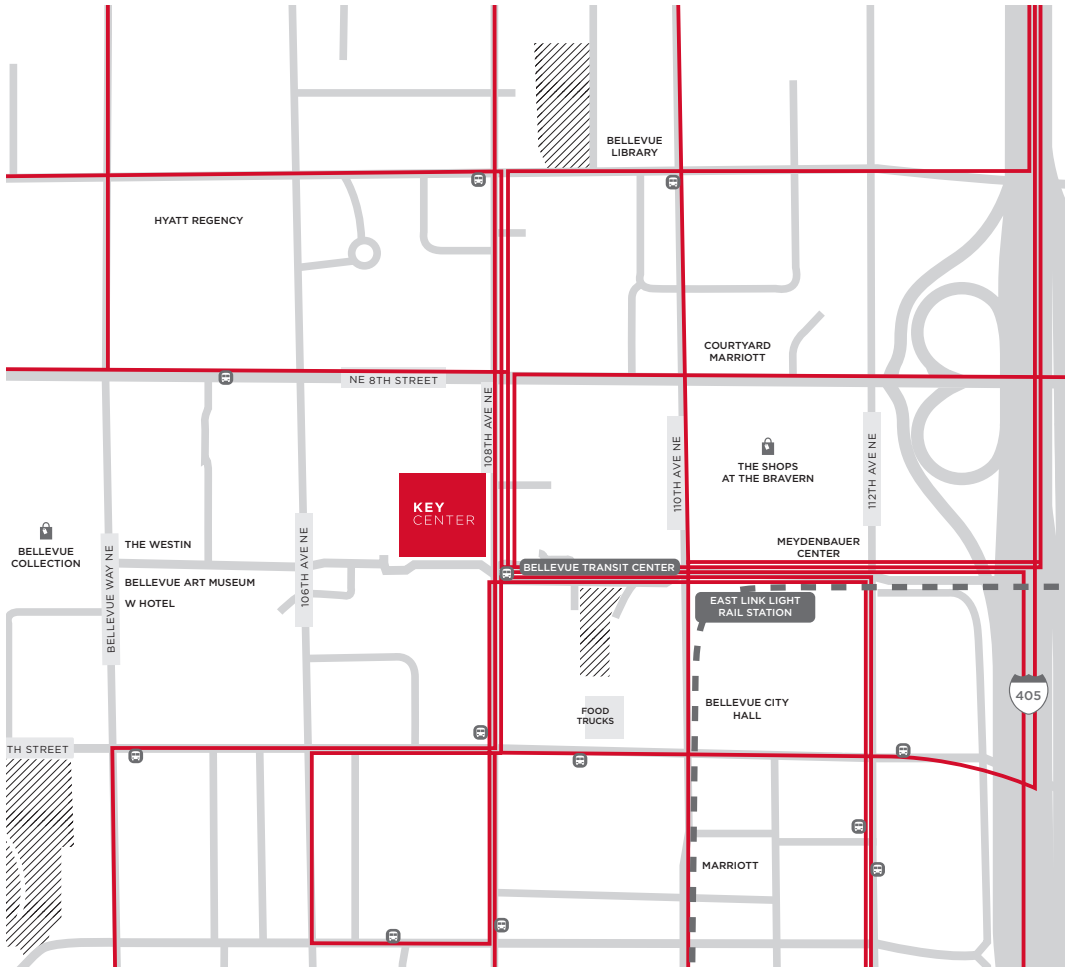 BELLEVUE
LIBRARY
HYATT REGENCY
COURTYARD
MARRIOTT
NE 8TH STREET
108TH AVE NE
110TH AVE NE
112TH AVE NE
THE SHOPS
AT THE BRAVERN
KEY
CENTER
BELLEVUE
COLLECTION
BELLEVUE WAY NE
THE WESTIN
106TH AVE NE
MEYDENBAUER
CENTER
BELLEVUE TRANSIT CENTER
BELLEVUE ART MUSEUM
W HOTEL
EAST LINK LIGHT
RAIL STATION
405
BELLEVUE CITY
HALL
FOOD
TRUCKS
TH STREET
MARRIOTT